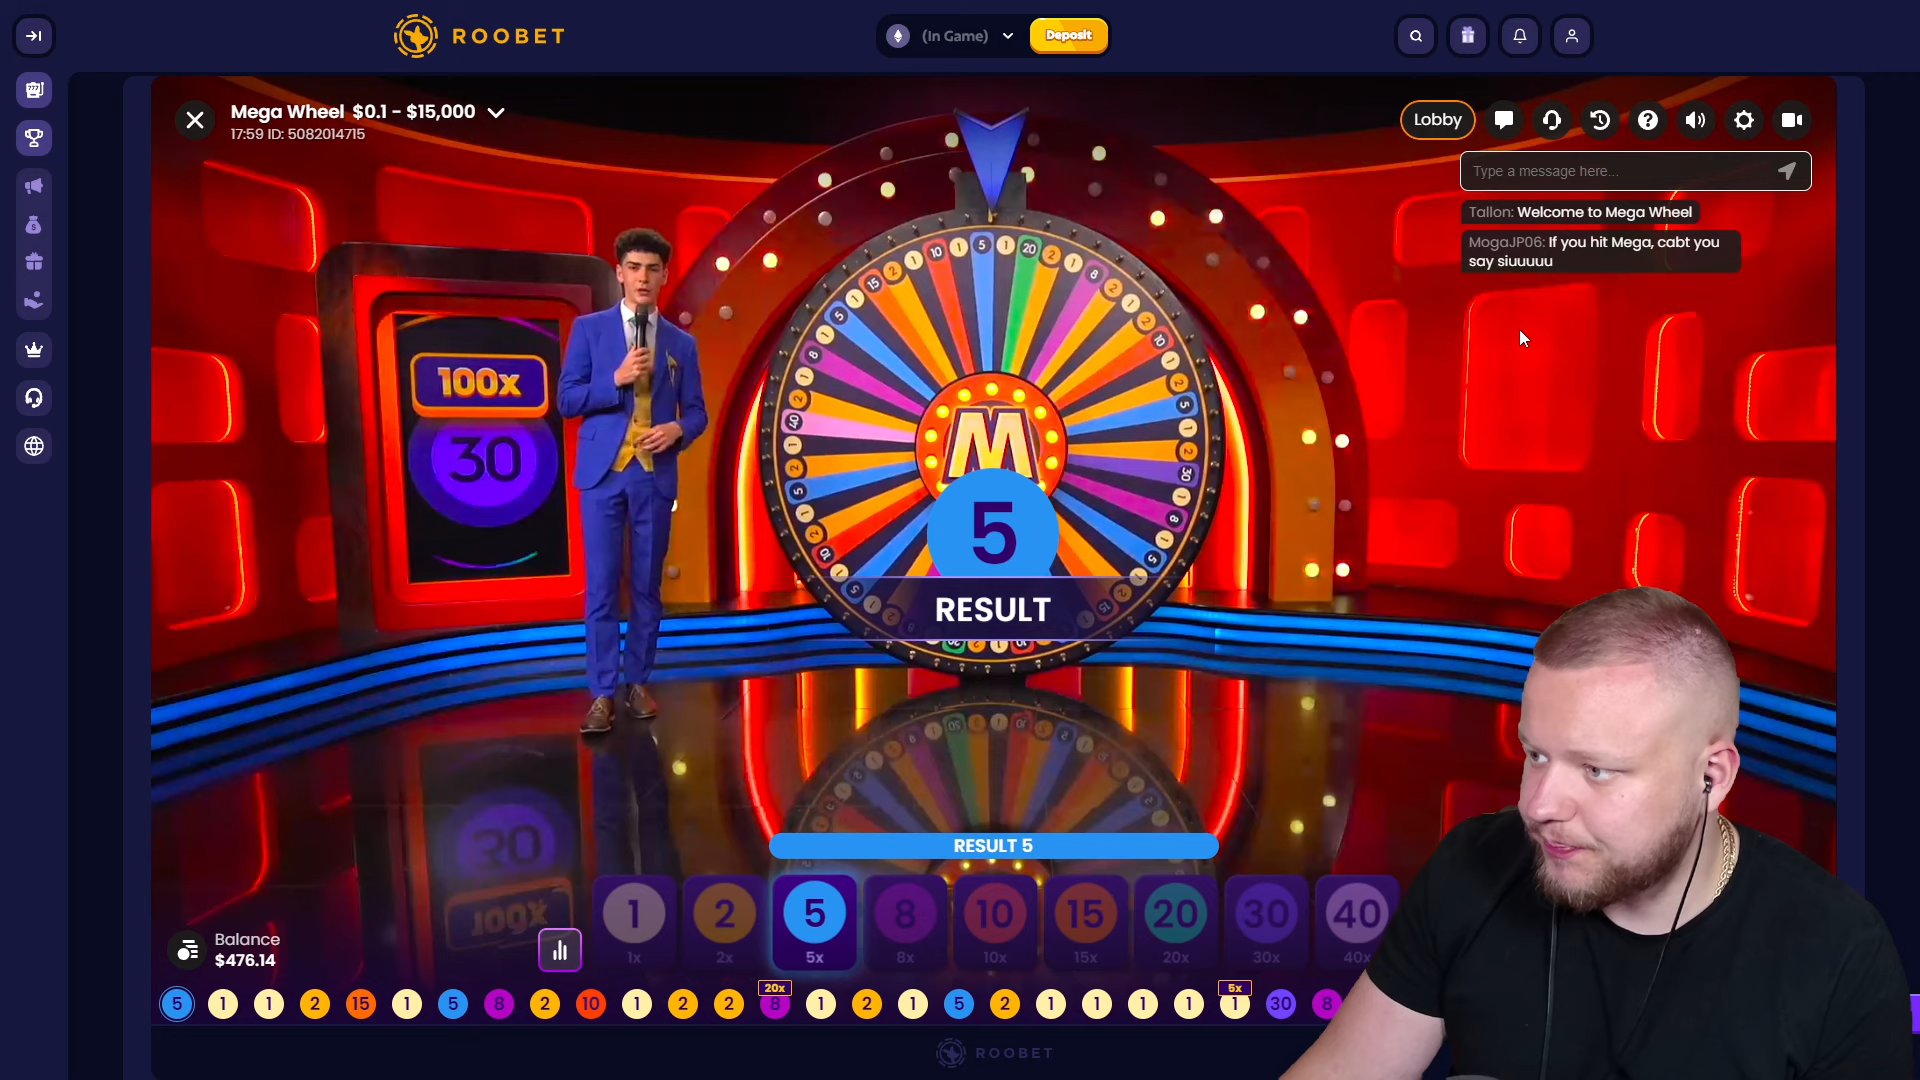 ROOBET
(In Game)
Deposit
Mega Wheel $0.1 - $15,000
17:59 ID: 5082014715
Lobby
Type a message here...
Tallon: Welcome to Mega Wheel
MogaJP06: If you hit Mega, cabt you
say siuuuuu
100x
30
M
5
RESULT
RESULT 5
1 2 5 8 10 15 20 30 40
1x 2x 5x 8x 10x 15x 20x 30x 40x
Balance
$476.14
20x 5x
5 1 1 2 15 1 5 8 2 10 1 2 2 8 1 2 1 5 2 1 1 1 1 1 30 8
ROOBET